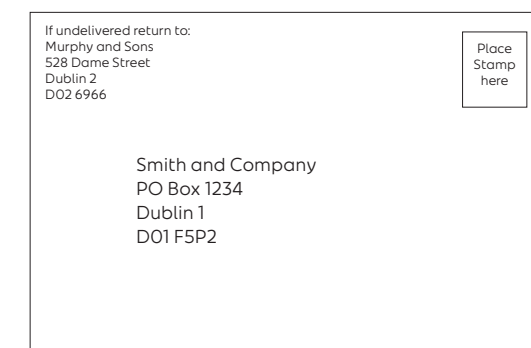 If undelivered return to:
Murphy and Sons
528 Dame Street
Dublin 2
D02 6966
Place
Stamp
here
Smith and Company
PO Box 1234
Dublin 1
D01 F5P2